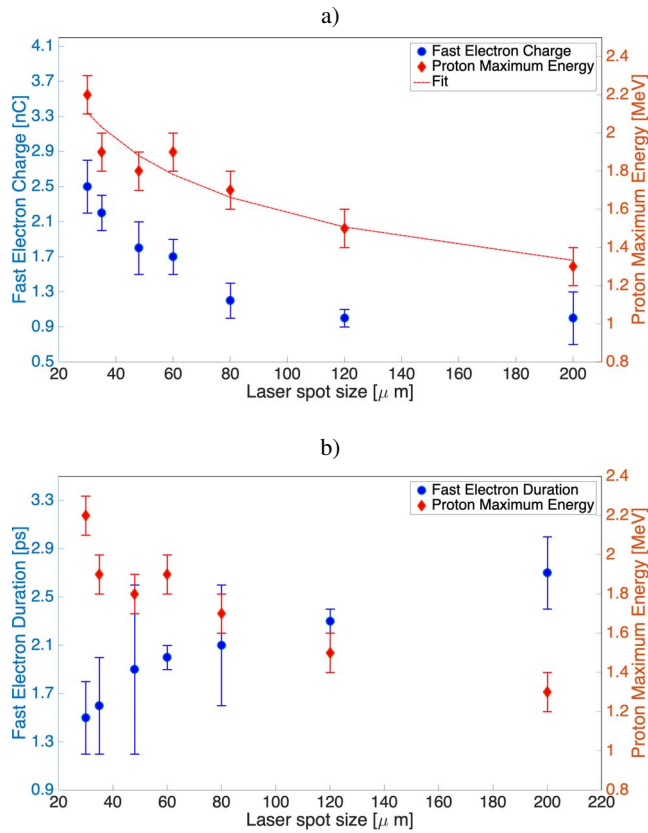 a)
Fast Electron Charge
Proton Maximum Energy
Fit
4.1
3.7
3.3
2.9
2.5
2.1
1.7
1.3
0.9
0.5
Fast Electron Charge [nC]
2.4
2.2
2
1.8
1.6
1.4
1.2
1
0.8
Proton Maximum Energy [MeV]
20 40 60 80 100 120 140 160 180 200 220
Laser spot size [μ m]
b)
Fast Electron Duration
Proton Maximum Energy
3.3
2.9
2.5
2.1
1.7
1.3
0.9
Fast Electron Duration [ps]
2.4
2.2
2
1.8
1.6
1.4
1.2
1
0.8
Proton Maximum Energy [MeV]
20 40 60 80 100 120 140 160 180 200 220
Laser spot size [μ m]